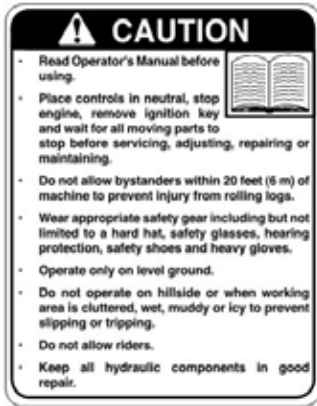 CAUTION
· Read Operator's Manual before
using.
· Place controls in neutral, stop
engine, remove ignition key
and wait for all moving parts to
stop before servicing, adjusting, repairing or
maintaining.
· Do not allow bystanders within 20 feet (6 m) of
machine to prevent injury from rolling logs.
· Wear appropriate safety gear including but not
limited to a hard hat, safety glasses, hearing
protection, safety shoes and heavy gloves.
· Operate only on level ground.
· Do not operate on hillside or when working
area is cluttered, wet, muddy or icy to prevent
slipping or tripping.
· Do not allow riders.
· Keep all hydraulic components in good
repair.